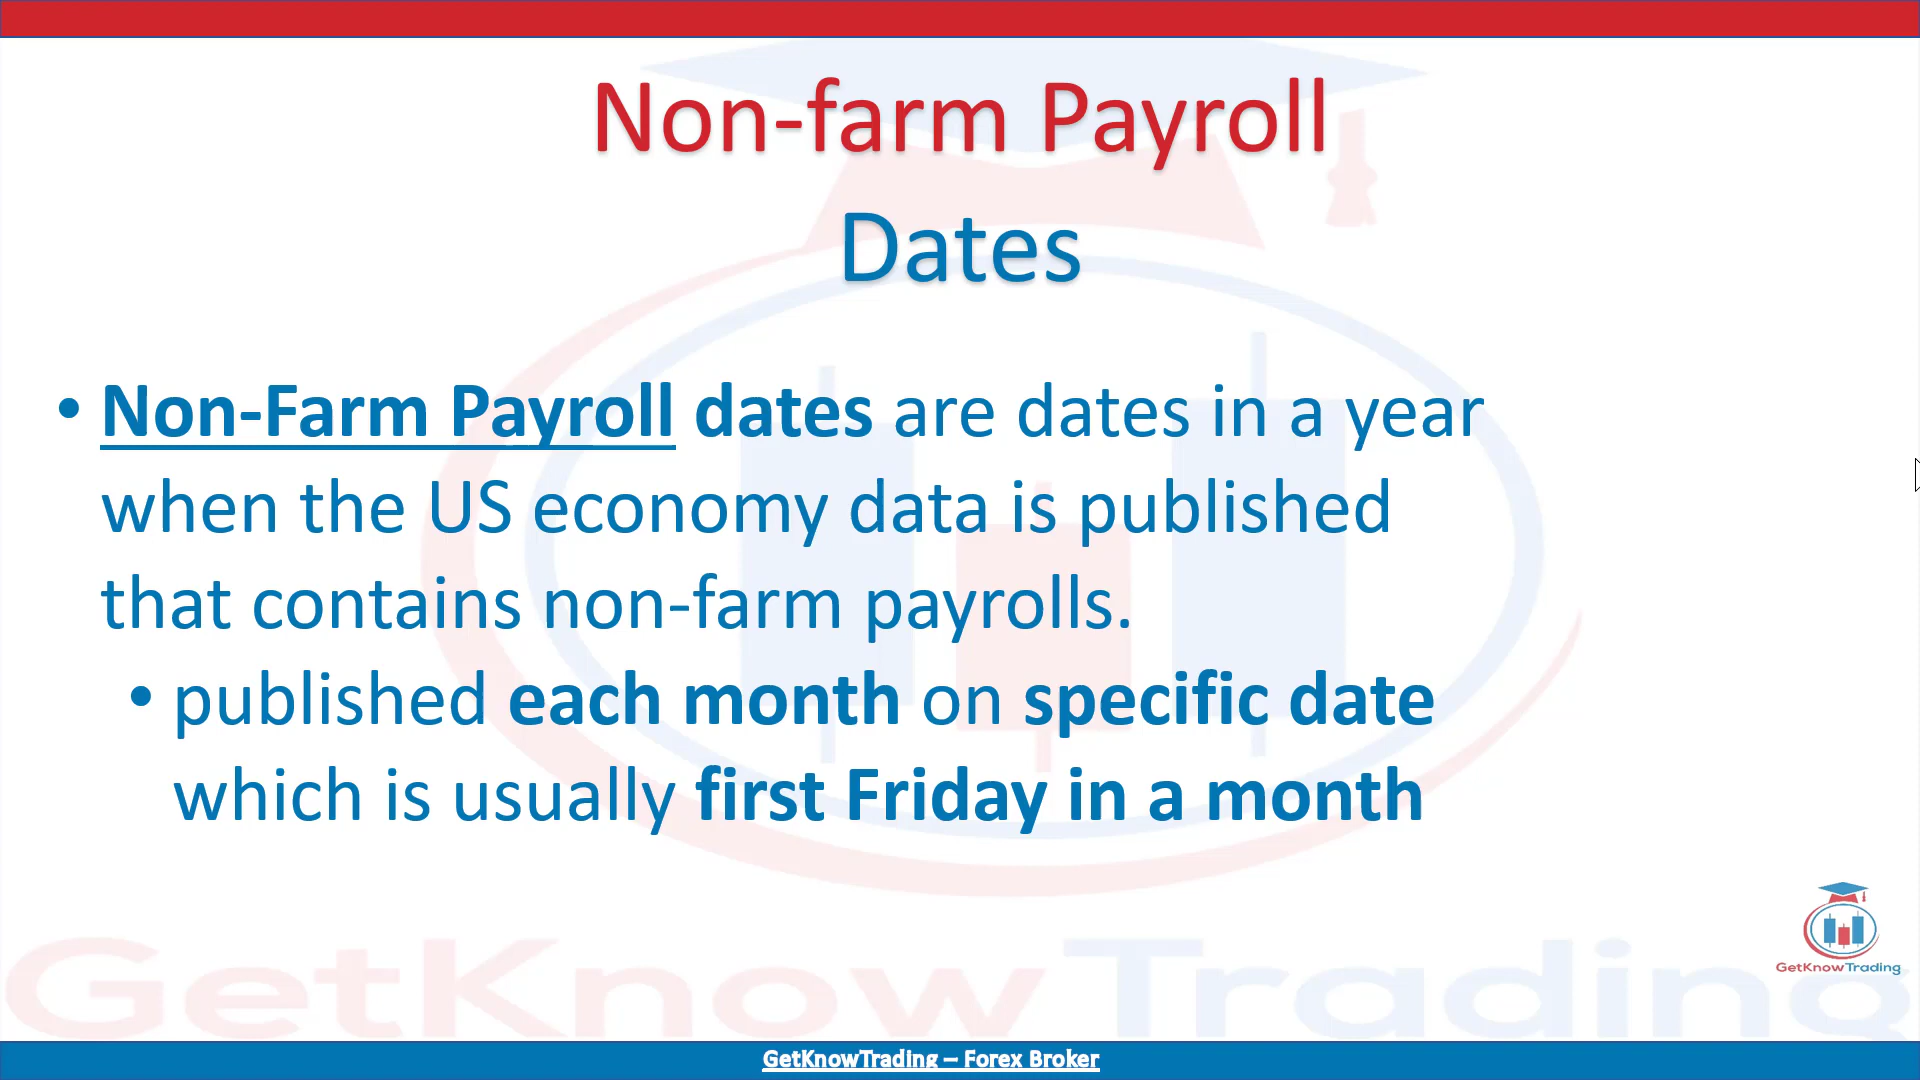 Non-farm Payroll
Dates
• Non-Farm Payroll dates are dates in a year
when the US economy data is published
that contains non-farm payrolls.
• published each month on specific date
which is usually first Friday in a month
GetKnowTrading
GetKnow Trading
GetKnowTrading – Forex Broker